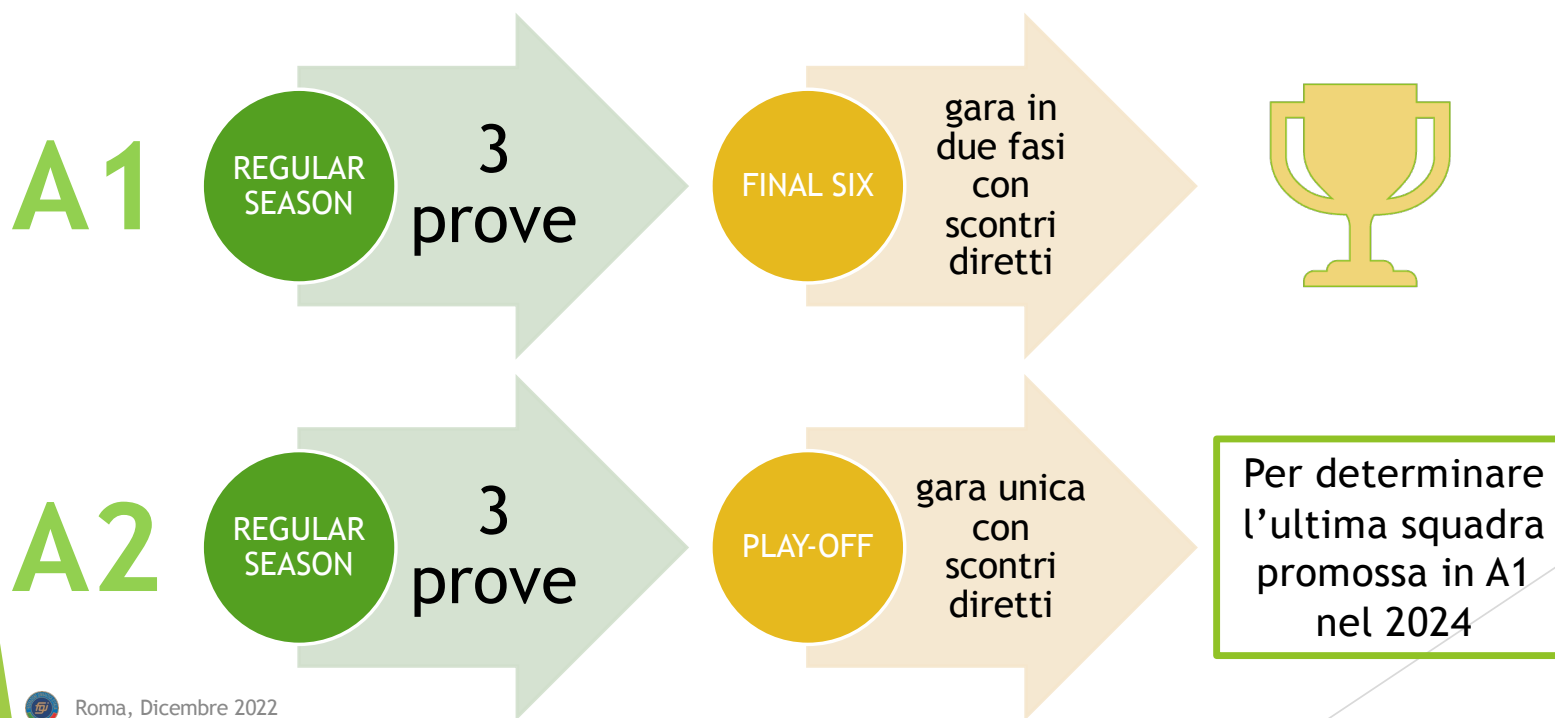 A1
REGULAR
SEASON
3
prove
FINAL SIX
gara in
due fasi
con
scontri
diretti
A2
REGULAR
SEASON
3
prove
PLAY-OFF
gara unica
con
scontri
diretti
Per determinare
l’ultima squadra
promossa in A1
nel 2024
fgi
Roma, Dicembre 2022